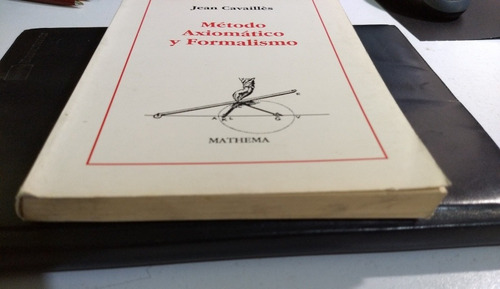 Jean Cavaillès
Método
Axiomático
y Formalismo
MATHEMA